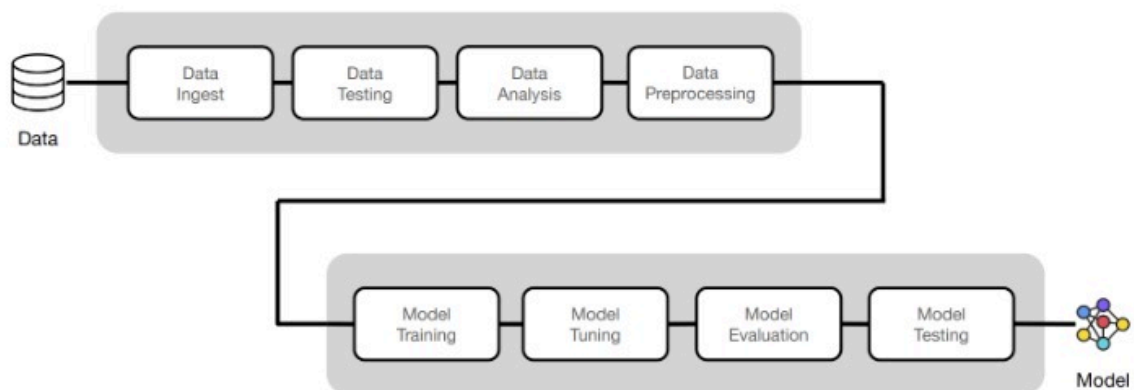 Data
Ingest
Data
Testing
Data
Analysis
Data
Preprocessing
Data
Model
Training
Model
Tuning
Model
Evaluation
Model
Testing
Model